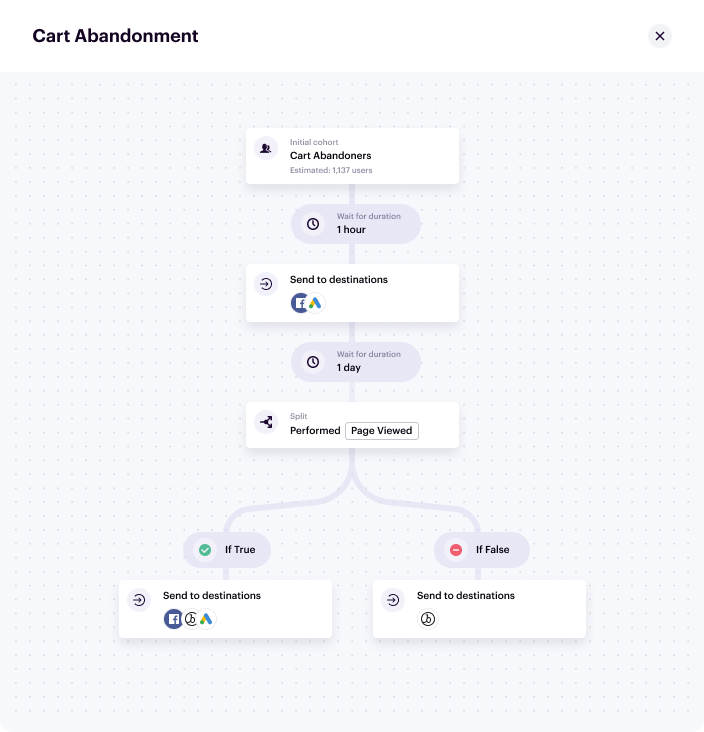 Cart Abandonment
Initial cohort
Cart Abandoners
Estimated: 1,137 users
Wait for duration
1 hour
Send to destinations
Wait for duration
1 day
Split
Performed Page Viewed
If True
If False
Send to destinations
Send to destinations